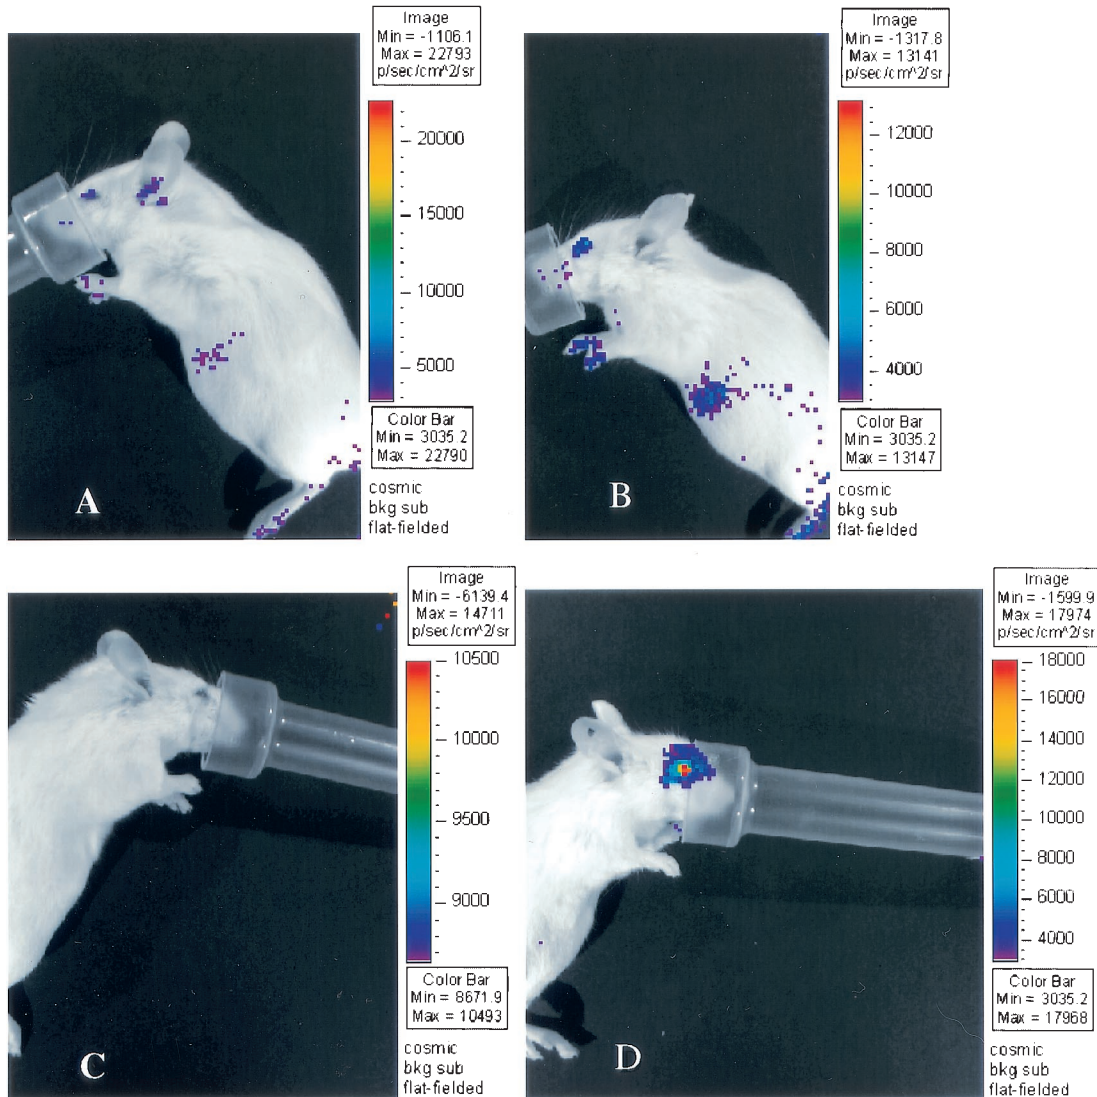 Image
Min = -1106.1
Max = 22793
p/sec/cm^2/sr
20000
15000
10000
5000
Color Bar
Min = 3035.2
Max = 22790
cosmic
bkg sub
flat-fielded
A
Image
Min = -1317.8
Max = 13141
p/sec/cm^2/sr
12000
10000
8000
6000
4000
Color Bar
Min = 3035.2
Max = 13147
cosmic
bkg sub
flat-fielded
B
Image
Min = -6139.4
Max = 14711
p/sec/cm^2/sr
10500
10000
9500
9000
Color Bar
Min = 8671.9
Max = 10493
cosmic
bkg sub
flat-fielded
C
Image
Min = -1599.9
Max = 17974
p/sec/cm^2/sr
18000
16000
14000
12000
10000
8000
6000
4000
Color Bar
Min = 3035.2
Max = 17968
cosmic
bkg sub
flat-fielded
D